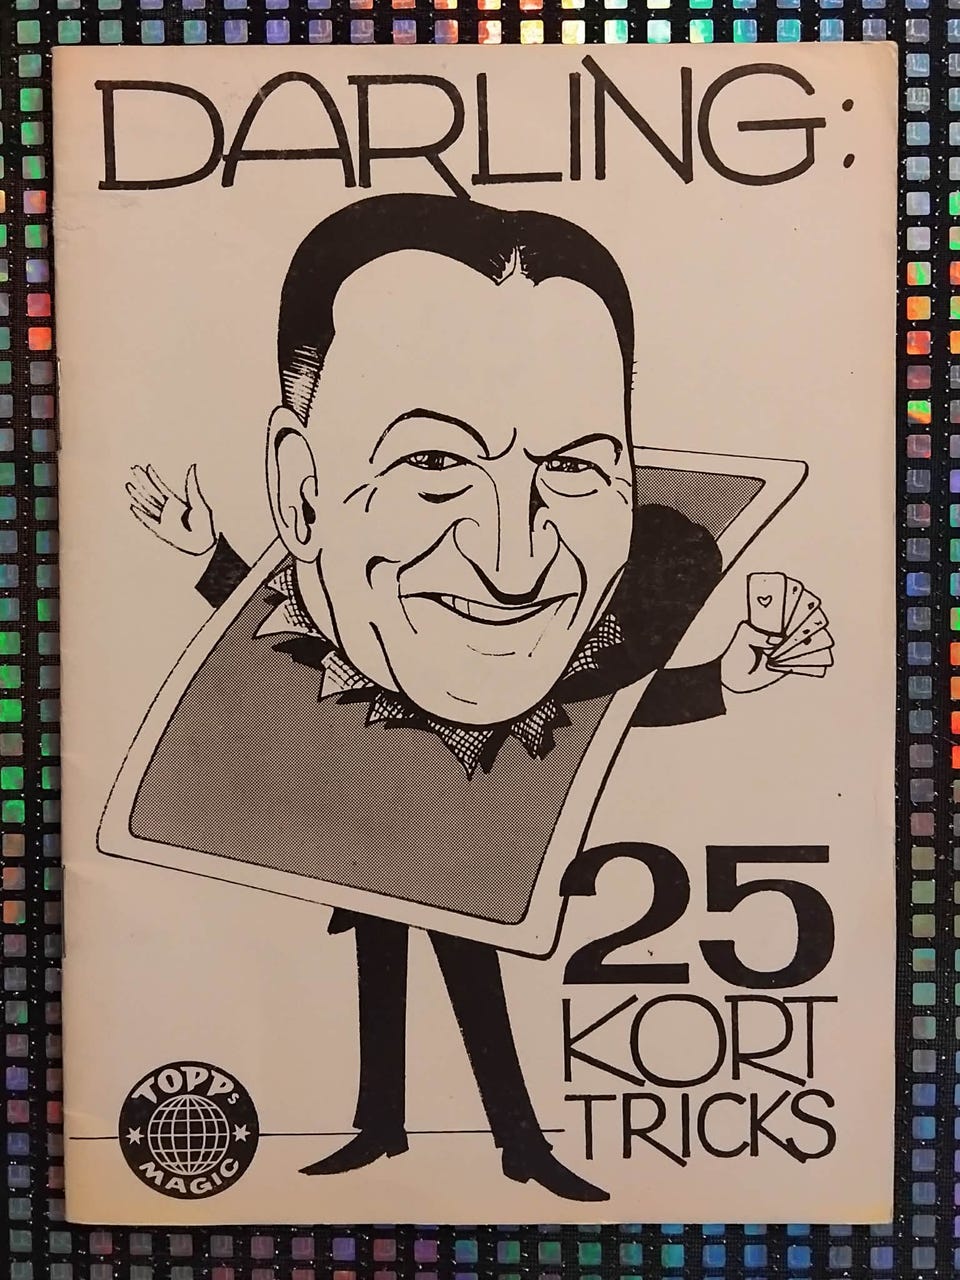 DARLING:
25
KORT
TRICKS
TOPPs
MAGIC